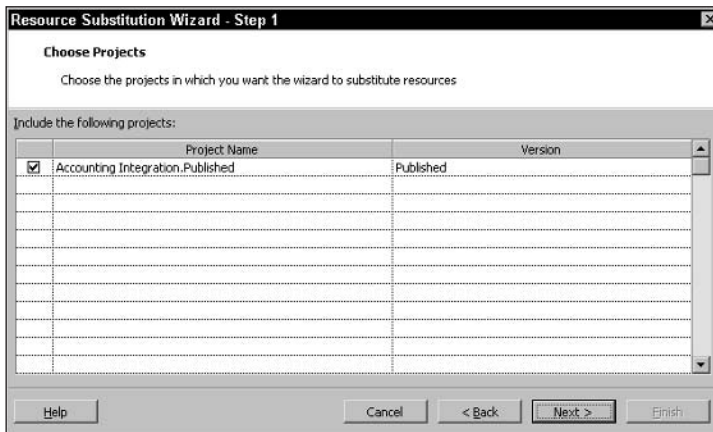 Resource Substitution Wizard - Step 1
Choose Projects
Choose the projects in which you want the wizard to substitute resources
Include the following projects:
Project Name Version
Accounting Integration.Published Published
Help Cancel < Back Next > Finish